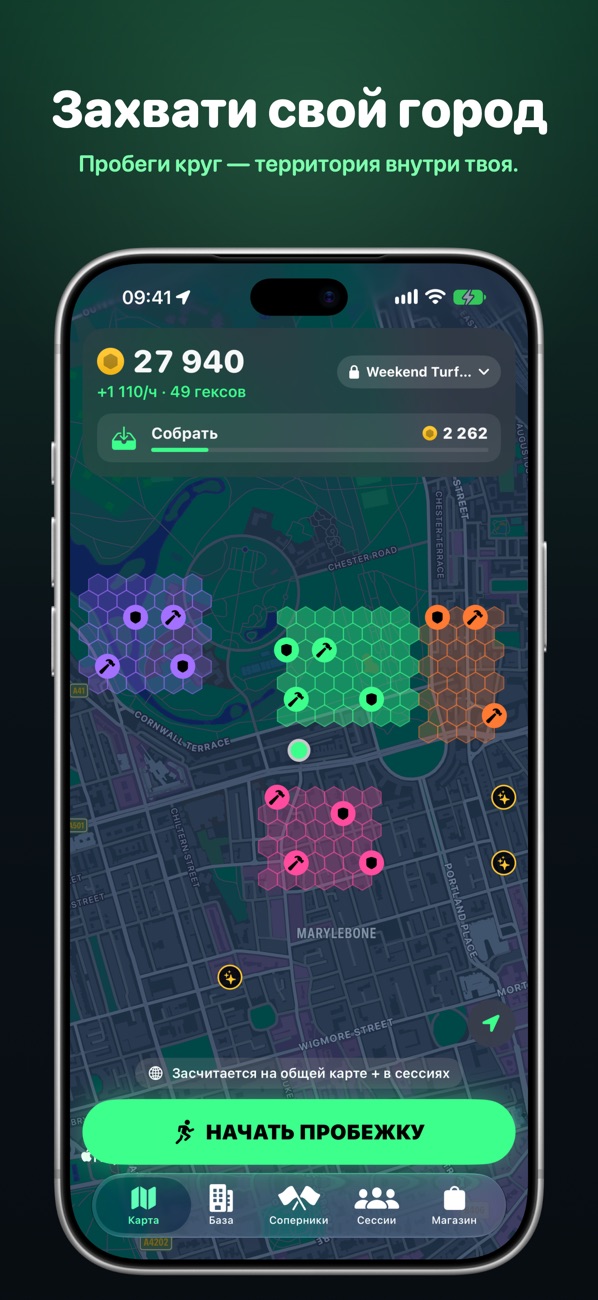 Захвати свой город
Пробеги круг — территория внутри твоя.
09:41
27 940
Weekend Turf...
+1 110/ч · 49 гексов
Собрать
2 262
STREET
CHESTER TERRACE
CHESTER ROAD
A41
CORNWALL TERRACE
A501
CHILTERN STREET
STREET
PORTLAND PLACE
MARYLEBONE
WIGMORE STREET
Засчитается на общей карте + в сессиях
НАЧАТЬ ПРОБЕЖКУ
Карта
База
Соперники
Сессии
Магазин
A4202